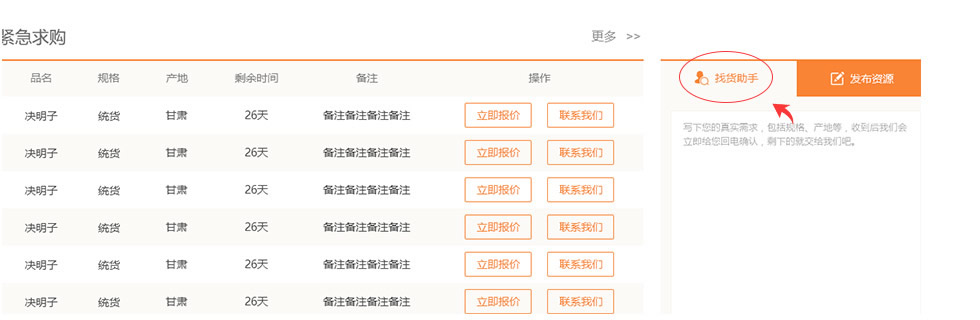 紧急求购
更多 >>
品名 规格 产地 剩余时间 备注 操作
决明子 统货 甘肃 26天 备注备注备注备注 立即报价 联系我们
决明子 统货 甘肃 26天 备注备注备注备注 立即报价 联系我们
决明子 统货 甘肃 26天 备注备注备注备注 立即报价 联系我们
决明子 统货 甘肃 26天 备注备注备注备注 立即报价 联系我们
决明子 统货 甘肃 26天 备注备注备注备注 立即报价 联系我们
决明子 统货 甘肃 26天 备注备注备注备注 立即报价 联系我们
找货助手 发布资源
写下您的真实需求，包括规格、产地等，收到后我们会
立即给您回电确认，剩下的就交给我们吧。